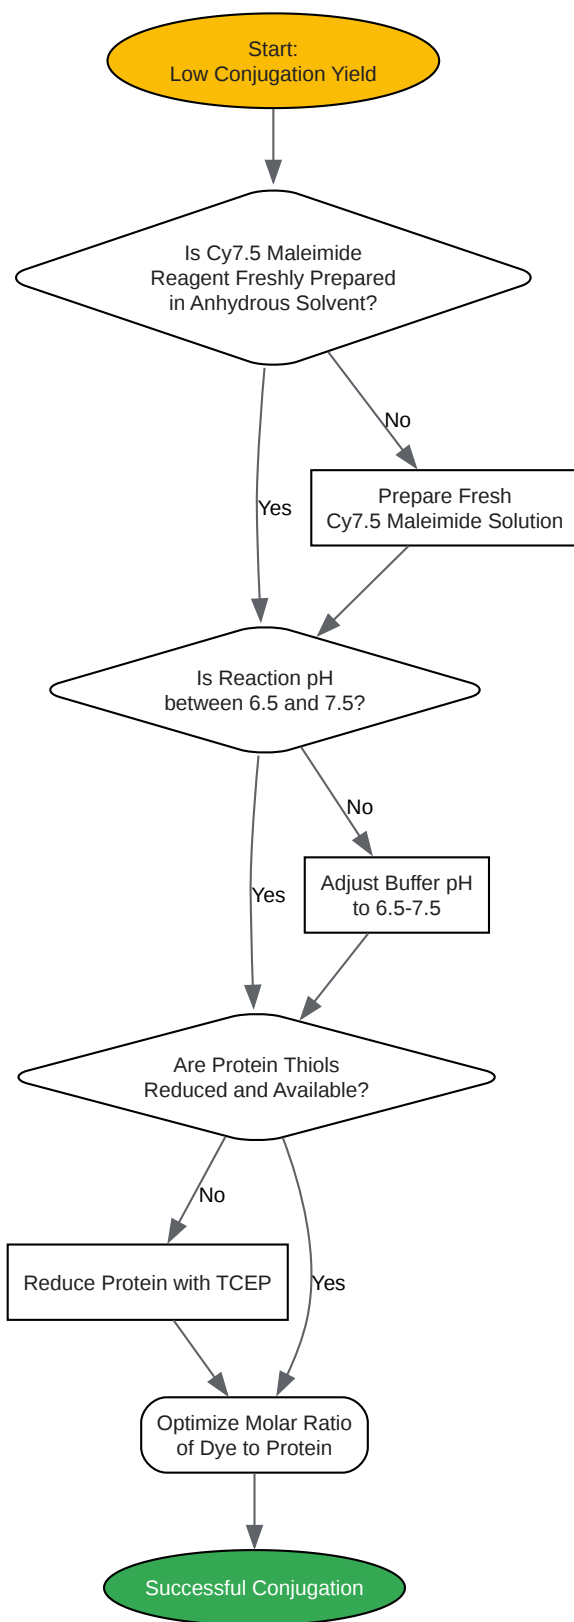 Start:
Low Conjugation Yield
Is Cy7.5 Maleimide
Reagent Freshly Prepared
in Anhydrous Solvent?
No
Prepare Fresh
Cy7.5 Maleimide Solution
Yes
Is Reaction pH
between 6.5 and 7.5?
No
Adjust Buffer pH
to 6.5-7.5
Yes
Are Protein Thiols
Reduced and Available?
No
Reduce Protein with TCEP
Yes
Optimize Molar Ratio
of Dye to Protein
Successful Conjugation